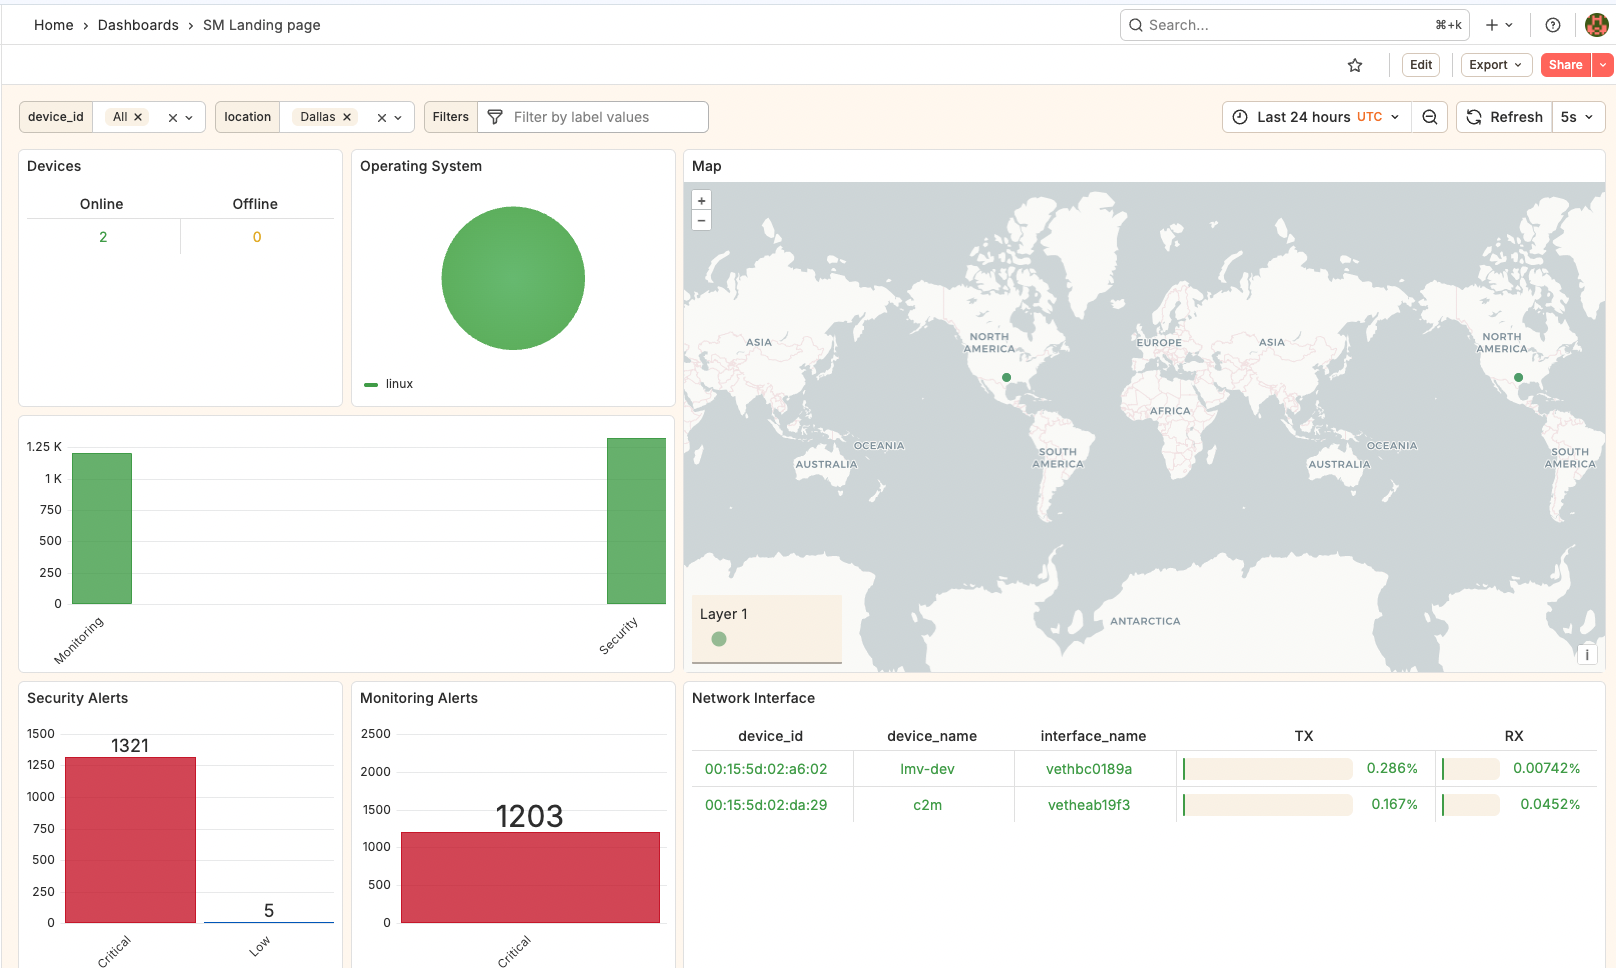 Home › Dashboards › SM Landing page
Search... ⌘+k
Edit Export Share
device_id All location Dallas Filters Filter by label values
Last 24 hours UTC Refresh 5s
Devices
Online Offline
2 0
Operating System
linux
Map
+
−
ASIA
NORTH AMERICA
EUROPE
ASIA
NORTH AMERICA
AFRICA
OCEANIA
OCEANIA
AUSTRALIA
SOUTH AMERICA
AUSTRALIA
SOUTH AMERICA
ANTARCTICA
Layer 1
i
1.25 K
1 K
750
500
250
0
Monitoring
Security
Security Alerts
1500
1250
1000
750
500
250
0
1321
5
Critical
Low
Monitoring Alerts
2500
2000
1500
1000
500
0
1203
Critical
Network Interface
device_id device_name interface_name TX RX
00:15:5d:02:a6:02 lmv-dev vethbc0189a 0.286% 0.00742%
00:15:5d:02:da:29 c2m vetheab19f3 0.167% 0.0452%